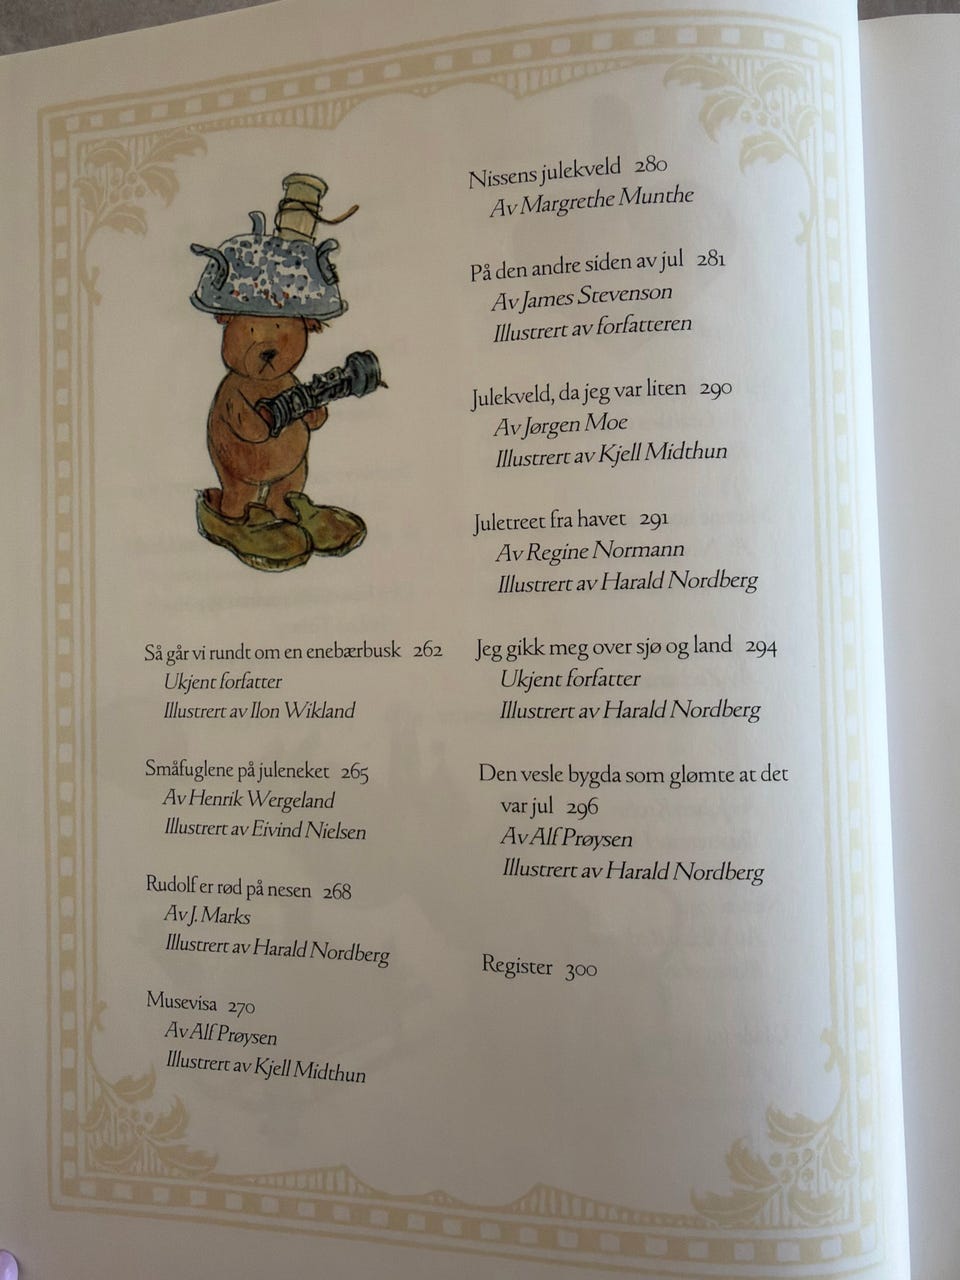 Så går vi rundt om en enebærbusk 262
Ukjent forfatter
Illustrert av Ilon Wikland
Småfuglene på juleneket 265
Av Henrik Wergeland
Illustrert av Eivind Nielsen
Rudolf er rød på nesen 268
Av J. Marks
Illustrert av Harald Nordberg
Musevisa 270
Av Alf Prøysen
Illustrert av Kjell Midthun
Nissens julekveld 280
Av Margrethe Munthe
På den andre siden av jul 281
Av James Stevenson
Illustrert av forfatteren
Julekveld, da jeg var liten 290
Av Jørgen Moe
Illustrert av Kjell Midthun
Juletreet fra havet 291
Av Regine Normann
Illustrert av Harald Nordberg
Jeg gikk meg over sjø og land 294
Ukjent forfatter
Illustrert av Harald Nordberg
Den vesle bygda som glømte at det
var jul 296
Av Alf Prøysen
Illustrert av Harald Nordberg
Register 300